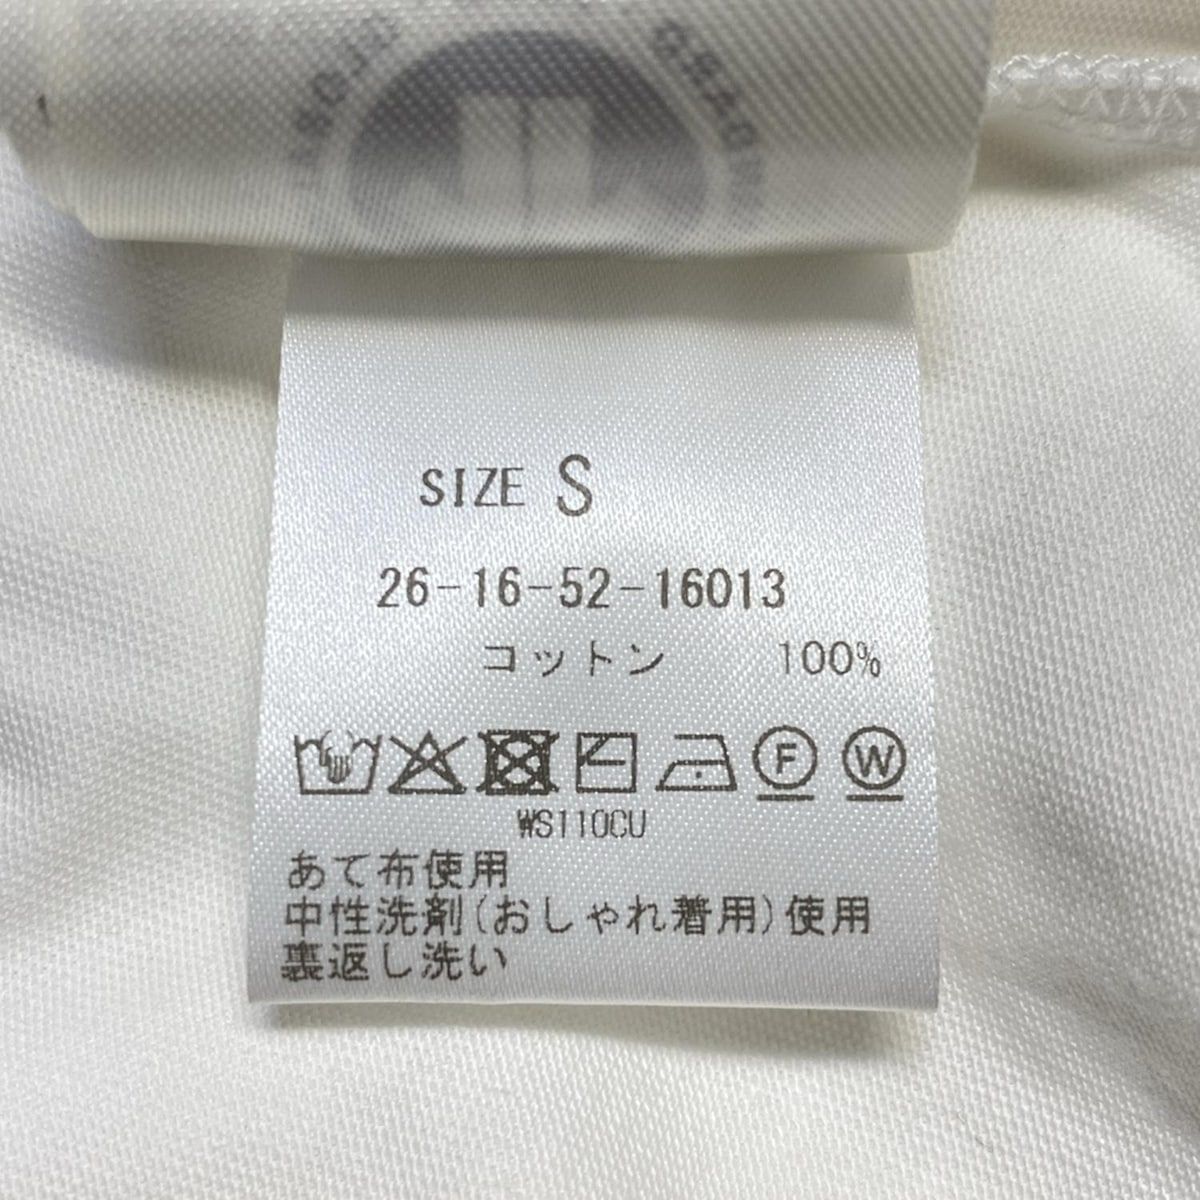 SIZE S
26-16-52-16013
コットン 100%
F W
WS110CU
あて布使用
中性洗剤(おしゃれ着用)使用
裏返し洗い